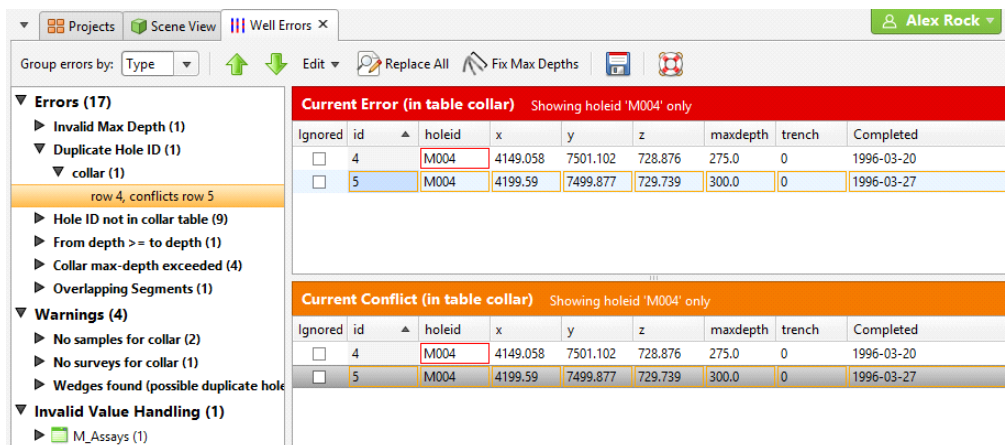 Projects Scene View Well Errors Alex Rock
Group errors by: Type Edit Replace All Fix Max Depths
Errors (17)
Invalid Max Depth (1)
Duplicate Hole ID (1)
collar (1)
row 4, conflicts row 5
Hole ID not in collar table (9)
From depth >= to depth (1)
Collar max-depth exceeded (4)
Overlapping Segments (1)
Warnings (4)
No samples for collar (2)
No surveys for collar (1)
Wedges found (possible duplicate hole
Invalid Value Handling (1)
M_Assays (1)
Current Error (in table collar) Showing holeid 'M004' only
Ignored id holeid x y z maxdepth trench Completed
4 M004 4149.058 7501.102 728.876 275.0 0 1996-03-20
5 M004 4199.59 7499.877 729.739 300.0 0 1996-03-27
Current Conflict (in table collar) Showing holeid 'M004' only
Ignored id holeid x y z maxdepth trench Completed
4 M004 4149.058 7501.102 728.876 275.0 0 1996-03-20
5 M004 4199.59 7499.877 729.739 300.0 0 1996-03-27